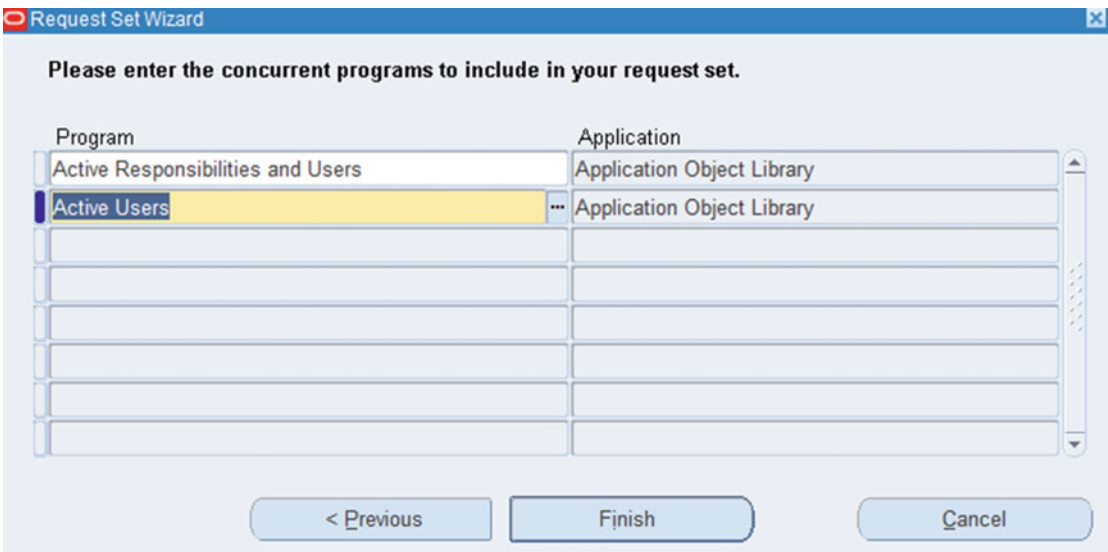 Request Set Wizard
Please enter the concurrent programs to include in your request set.
Program Application
Active Responsibilities and Users Application Object Library
Active Users ... Application Object Library
< Previous Finish Cancel